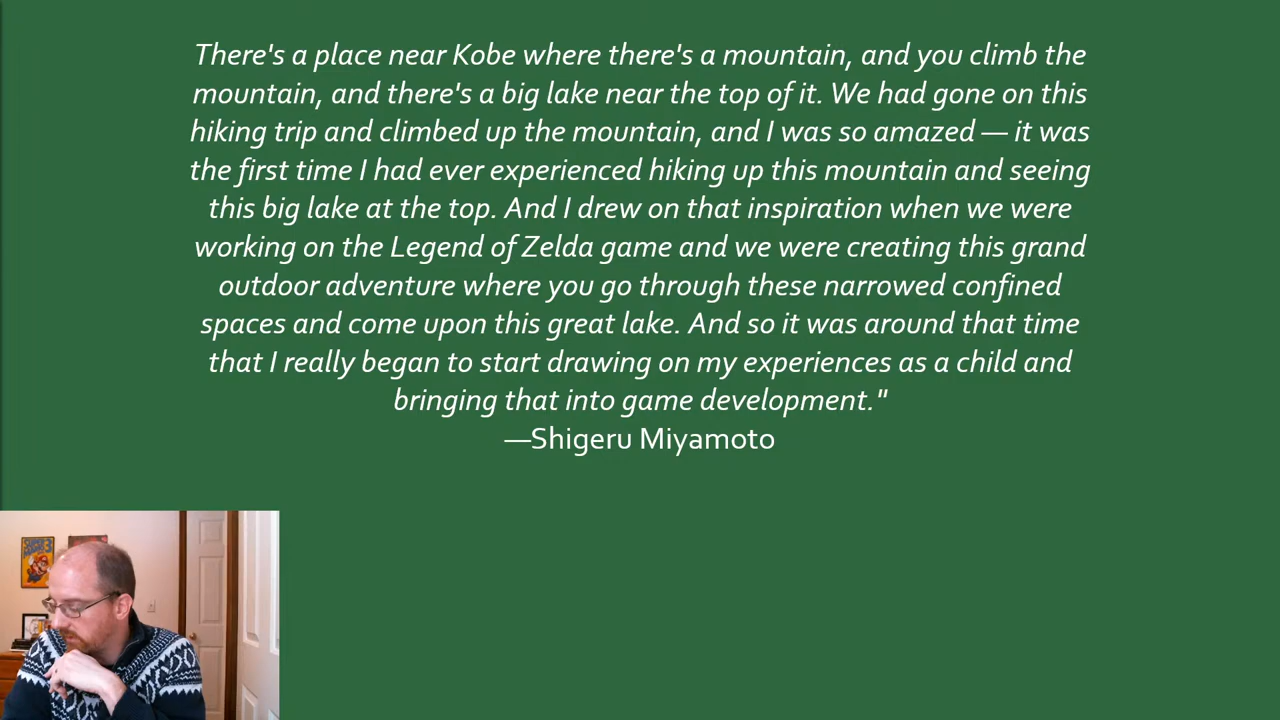 There's a place near Kobe where there's a mountain, and you climb the
mountain, and there's a big lake near the top of it. We had gone on this
hiking trip and climbed up the mountain, and I was so amazed — it was
the first time I had ever experienced hiking up this mountain and seeing
this big lake at the top. And I drew on that inspiration when we were
working on the Legend of Zelda game and we were creating this grand
outdoor adventure where you go through these narrowed confined
spaces and come upon this great lake. And so it was around that time
that I really began to start drawing on my experiences as a child and
bringing that into game development."
—Shigeru Miyamoto